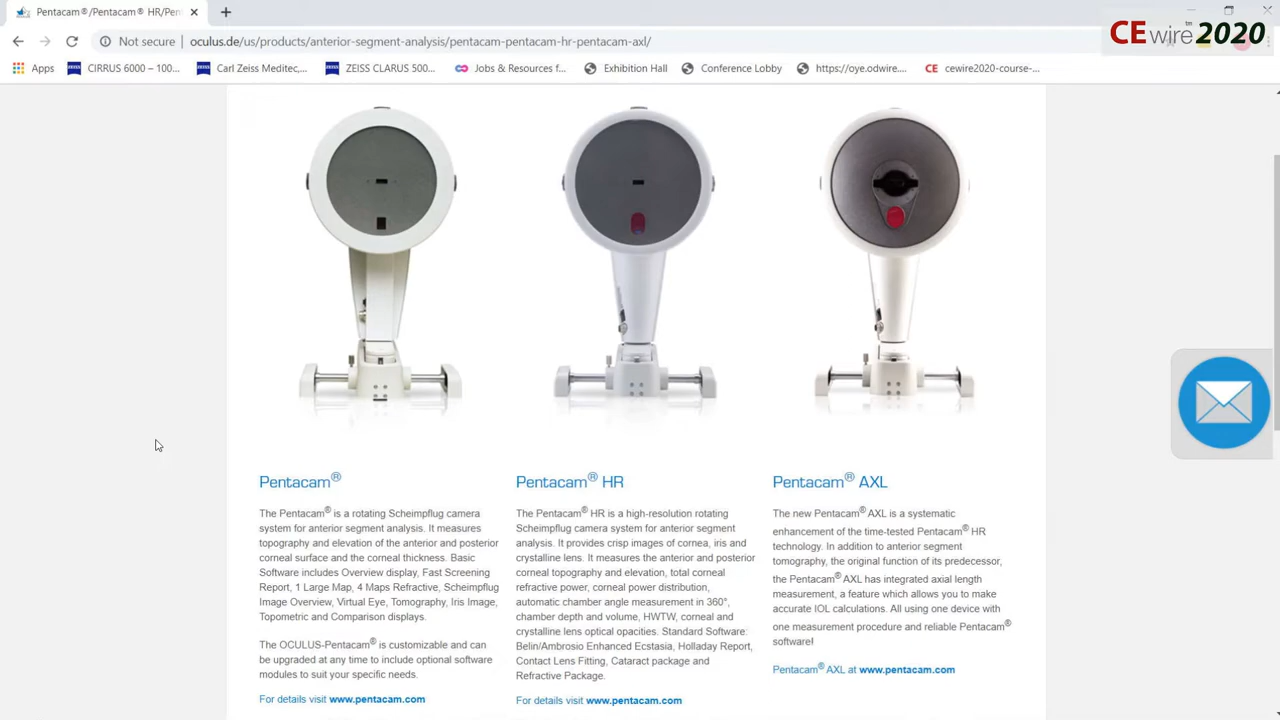 Pentacam®/Pentacam® HR/Pen
CEwire™2020
Not secure
oculus.de/us/products/anterior-segment-analysis/pentacam-pentacam-hr-pentacam-axl/
Apps
CIRRUS 6000 – 100...
Carl Zeiss Meditec,...
ZEISS CLARUS 500...
Jobs & Resources f...
Exhibition Hall
Conference Lobby
https://oye.odwire....
CE cewire2020-course-...
Pentacam®
The Pentacam® is a rotating Scheimpflug camera
system for anterior segment analysis. It measures
topography and elevation of the anterior and posterior
corneal surface and the corneal thickness. Basic
Software includes Overview display, Fast Screening
Report, 1 Large Map, 4 Maps Refractive, Scheimpflug
Image Overview, Virtual Eye, Tomography, Iris Image,
Topometric and Comparison displays.
The OCULUS-Pentacam® is customizable and can
be upgraded at any time to include optional software
modules to suit your specific needs.
For details visit www.pentacam.com
Pentacam® HR
The Pentacam® HR is a high-resolution rotating
Scheimpflug camera system for anterior segment
analysis. It provides crisp images of cornea, iris and
crystalline lens. It measures the anterior and posterior
corneal topography and elevation, total corneal
refractive power, corneal power distribution,
automatic chamber angle measurement in 360°,
chamber depth and volume, HWTW, corneal and
crystalline lens optical opacities. Standard Software:
Belin/Ambrosio Enhanced Ecstasia, Holladay Report,
Contact Lens Fitting, Cataract package and
Refractive Package.
For details visit www.pentacam.com
Pentacam® AXL
The new Pentacam® AXL is a systematic
enhancement of the time-tested Pentacam® HR
technology. In addition to anterior segment
tomography, the original function of its predecessor,
the Pentacam® AXL has integrated axial length
measurement, a feature which allows you to make
accurate IOL calculations. All using one device with
one measurement procedure and reliable Pentacam®
software!
Pentacam® AXL at www.pentacam.com